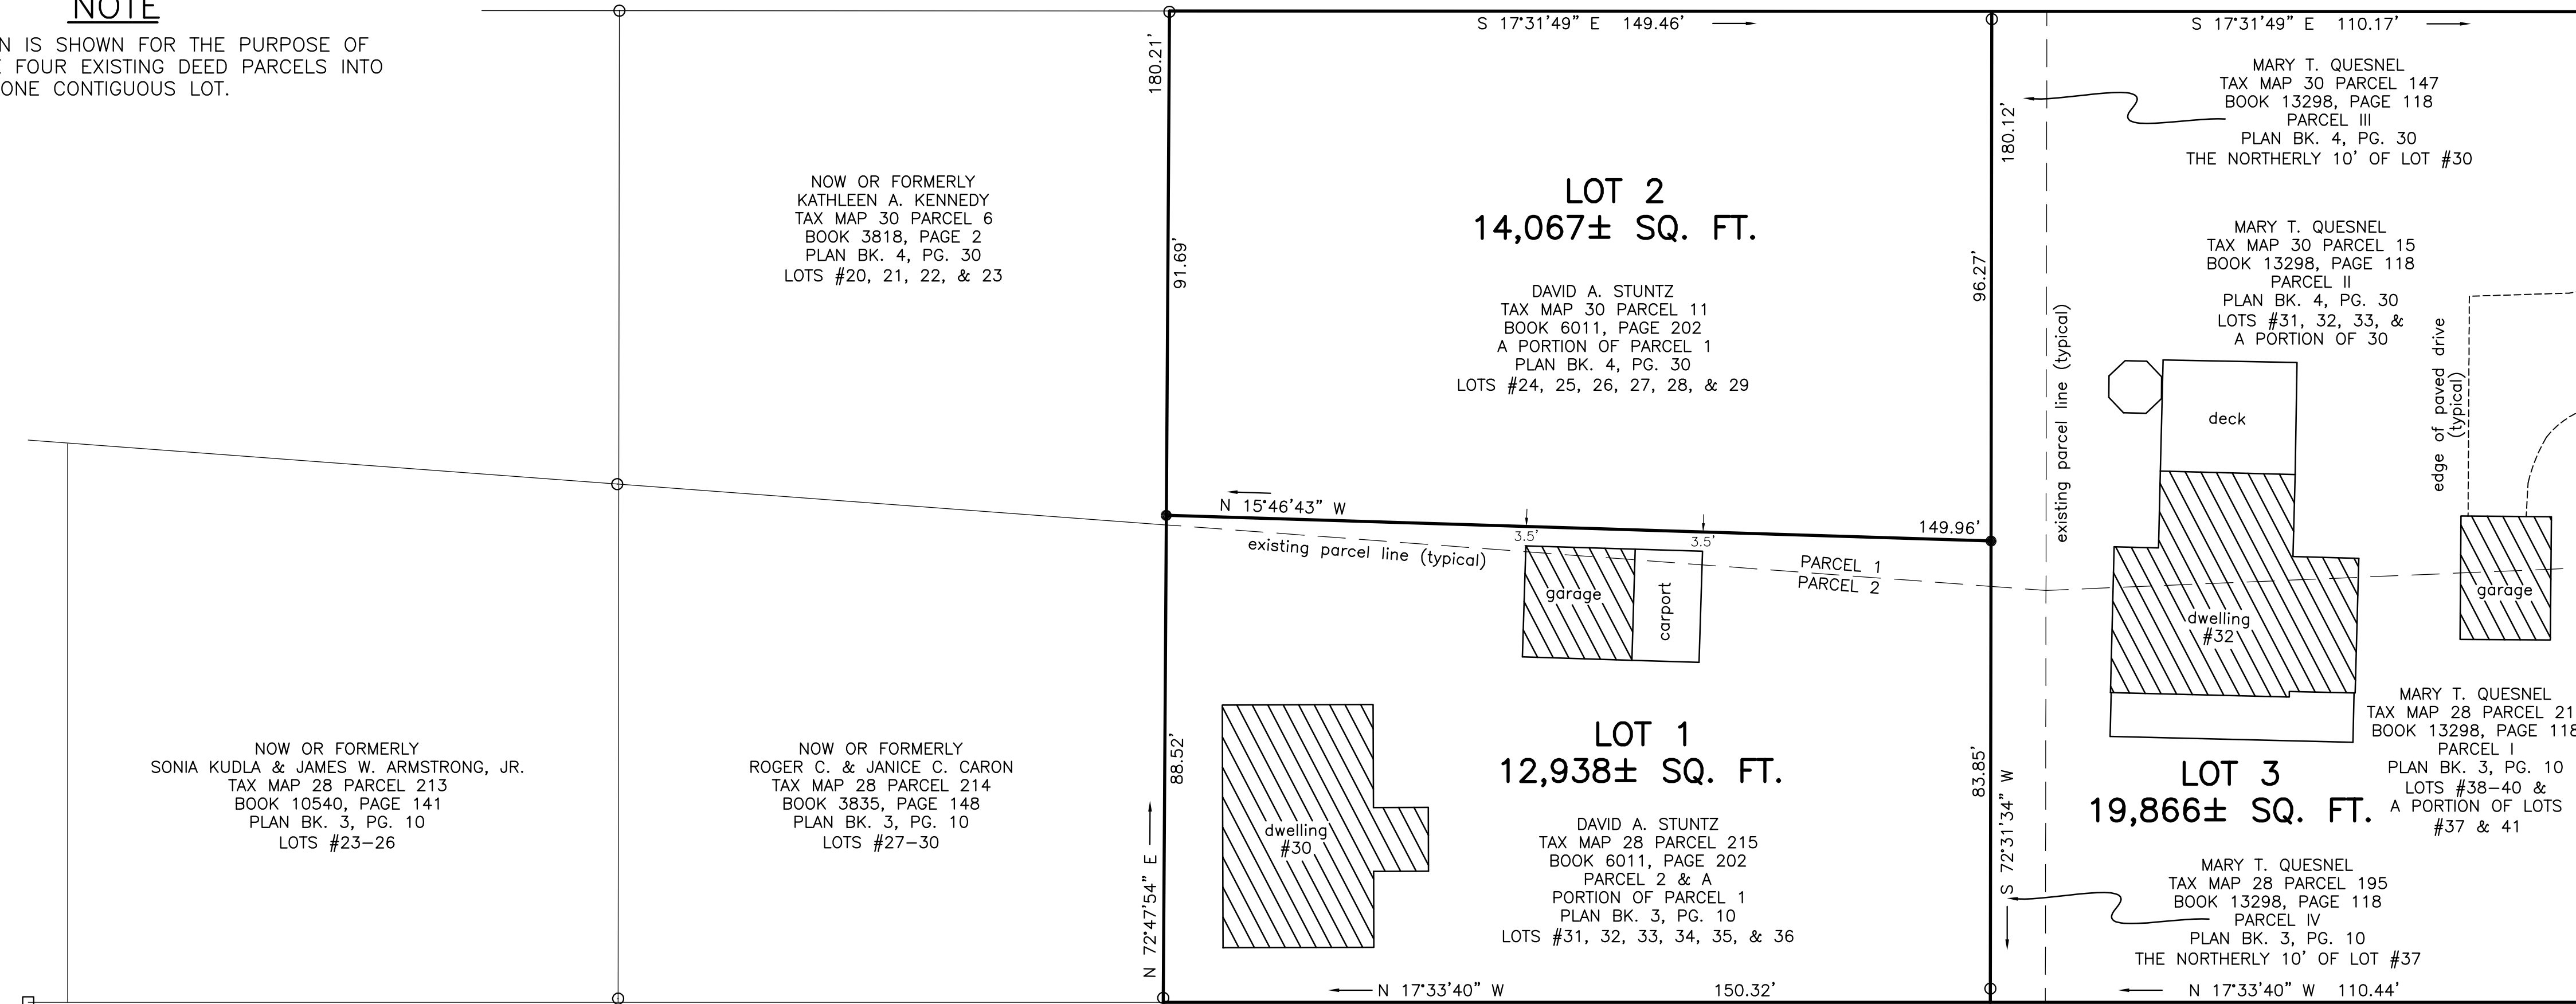 NOTE
N IS SHOWN FOR THE PURPOSE OF
FOUR EXISTING DEED PARCELS INTO
ONE CONTIGUOUS LOT.
S 17°31'49" E 149.46'
S 17°31'49" E 110.17'
180.21'
180.12'
MARY T. QUESNEL
TAX MAP 30 PARCEL 147
BOOK 13298, PAGE 118
PARCEL III
PLAN BK. 4, PG. 30
THE NORTHERLY 10' OF LOT #30
NOW OR FORMERLY
KATHLEEN A. KENNEDY
TAX MAP 30 PARCEL 6
BOOK 3818, PAGE 2
PLAN BK. 4, PG. 30
LOTS #20, 21, 22, & 23
91.69'
LOT 2
14,067± SQ. FT.
DAVID A. STUNTZ
TAX MAP 30 PARCEL 11
BOOK 6011, PAGE 202
A PORTION OF PARCEL 1
PLAN BK. 4, PG. 30
LOTS #24, 25, 26, 27, 28, & 29
96.27'
existing parcel line (typical)
MARY T. QUESNEL
TAX MAP 30 PARCEL 15
BOOK 13298, PAGE 118
PARCEL II
PLAN BK. 4, PG. 30
LOTS #31, 32, 33, &
A PORTION OF 30
edge of paved drive
(typical)
deck
N 15°46'43" W
149.96'
3.5'
3.5'
existing parcel line (typical)
PARCEL 1
PARCEL 2
garage
carport
dwelling
#32
garage
NOW OR FORMERLY
SONIA KUDLA & JAMES W. ARMSTRONG, JR.
TAX MAP 28 PARCEL 213
BOOK 10540, PAGE 141
PLAN BK. 3, PG. 10
LOTS #23-26
NOW OR FORMERLY
ROGER C. & JANICE C. CARON
TAX MAP 28 PARCEL 214
BOOK 3835, PAGE 148
PLAN BK. 3, PG. 10
LOTS #27-30
88.52'
N 72°47'54" E
dwelling
#30
LOT 1
12,938± SQ. FT.
DAVID A. STUNTZ
TAX MAP 28 PARCEL 215
BOOK 6011, PAGE 202
PARCEL 2 & A
PORTION OF PARCEL 1
PLAN BK. 3, PG. 10
LOTS #31, 32, 33, 34, 35, & 36
83.85'
S 72°31'34" W
LOT 3
19,866± SQ. FT.
MARY T. QUESNEL
TAX MAP 28 PARCEL 21
BOOK 13298, PAGE 118
PARCEL I
PLAN BK. 3, PG. 10
LOTS #38-40 &
A PORTION OF LOTS
#37 & 41
MARY T. QUESNEL
TAX MAP 28 PARCEL 195
BOOK 13298, PAGE 118
PARCEL IV
PLAN BK. 3, PG. 10
THE NORTHERLY 10' OF LOT #37
N 17°33'40" W 150.32'
N 17°33'40" W 110.44'